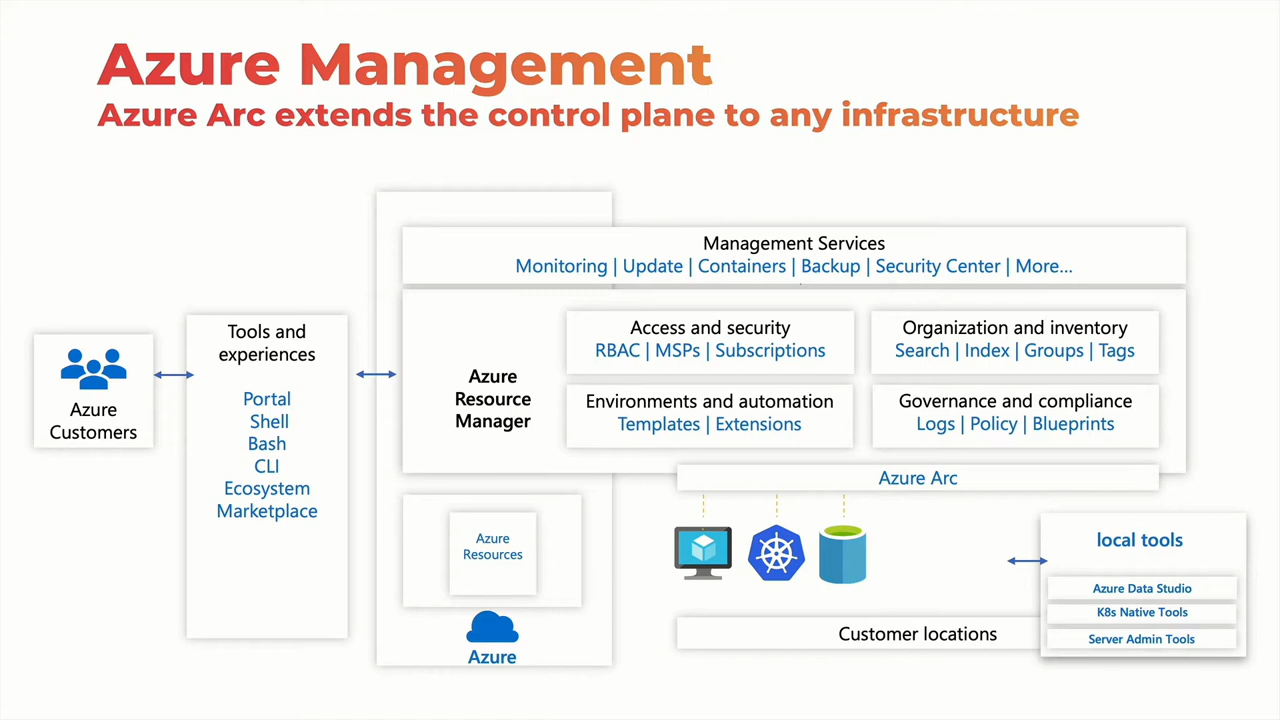 Azure Management
Azure Arc extends the control plane to any infrastructure
Management Services
Monitoring | Update | Containers | Backup | Security Center | More...
Tools and
experiences
Portal
Shell
Bash
CLI
Ecosystem
Marketplace
Azure
Customers
Azure
Resource
Manager
Access and security
RBAC | MSPs | Subscriptions
Organization and inventory
Search | Index | Groups | Tags
Environments and automation
Templates | Extensions
Governance and compliance
Logs | Policy | Blueprints
Azure Arc
Azure
Resources
Azure
local tools
Azure Data Studio
K8s Native Tools
Server Admin Tools
Customer locations